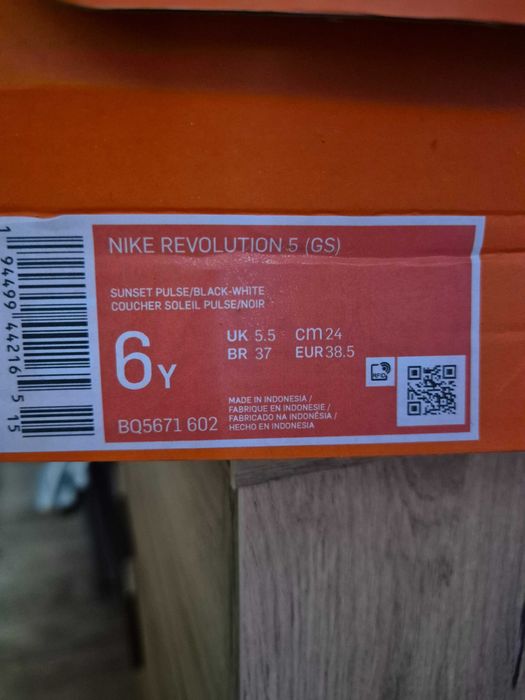 NIKE REVOLUTION 5 (GS)
SUNSET PULSE/BLACK-WHITE
COUCHER SOLEIL PULSE/NOIR
6Y
UK 5.5 cm 24
BR 37 EUR 38.5
RFID
BQ5671 602
MADE IN INDONESIA /
FABRIQUE EN INDONESIE /
FABRICADO NA INDONÉSIA /
HECHO EN INDONESIA
1 94499 44216 5 15